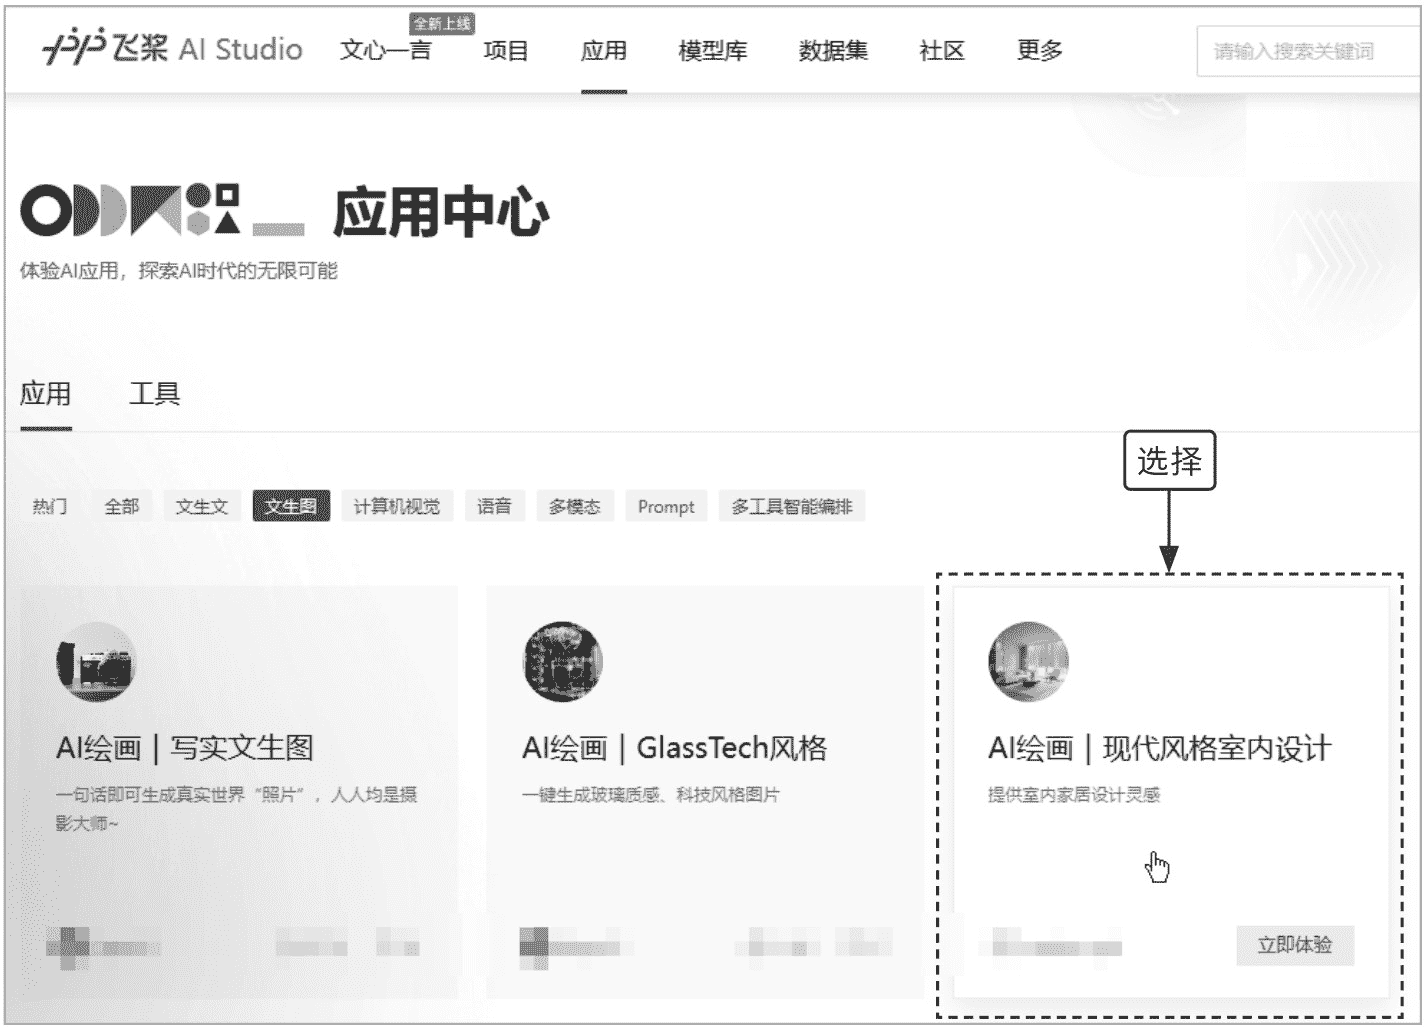 全新上线
飞桨 AI Studio 文心一言 项目 应用 模型库 数据集 社区 更多 请输入搜索关键词
应用中心
体验AI应用，探索AI时代的无限可能
应用 工具
选择
热门 全部 文生文 文生图 计算机视觉 语音 多模态 Prompt 多工具智能编排
AI绘画 | 写实文生图
一句话即可生成真实世界“照片”，人人均是摄
影大师~
AI绘画 | GlassTech风格
一键生成玻璃质感、科技风格图片
AI绘画 | 现代风格室内设计
提供室内家居设计灵感
立即体验